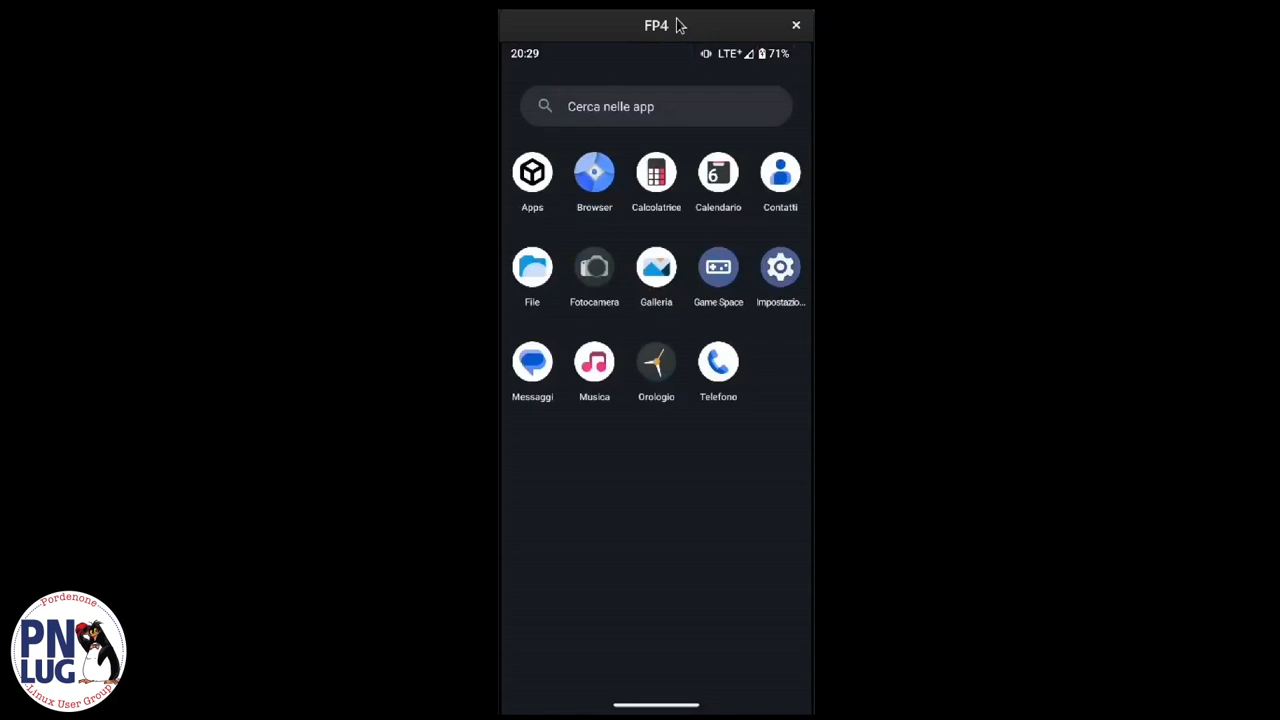 FP4
20:29 LTE+ 71%
Cerca nelle app
Apps Browser Calcolatrice Calendario Contatti
6
File Fotocamera Galleria Game Space Impostazio...
Messaggi Musica Orologio Telefono
Pordenone
PN
LUG
Linux User Group